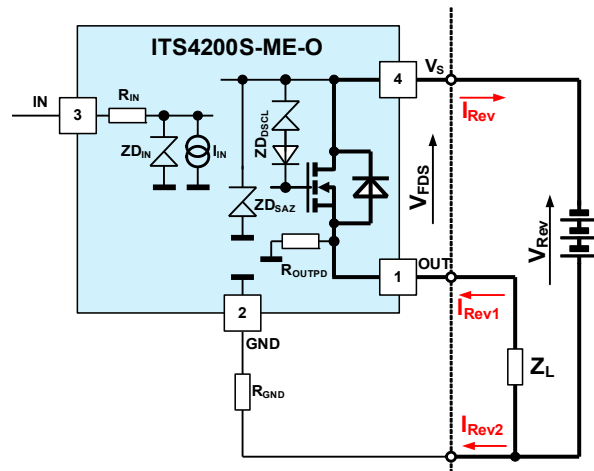 ITS4200S-ME-O
4
VS
IN
3
RIN
ZDIN
IIN
ZDDSCL
ZDSAZ
IRev
VFDS
VRev
ROUTPD
1
OUT
IRev1
2
GND
RGND
ZL
IRev2